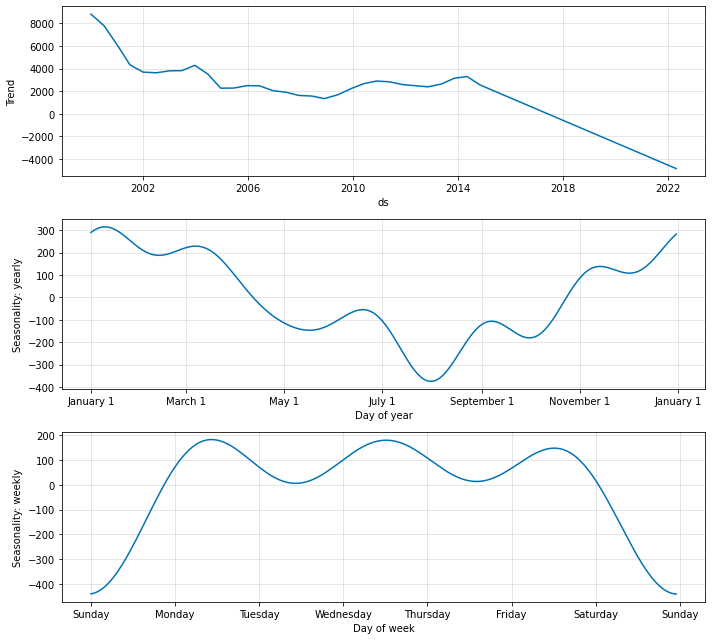 Trend
8000
6000
4000
2000
0
−2000
−4000
2002 2006 2010 2014 2018 2022
ds
Seasonality: yearly
300
200
100
0
−100
−200
−300
−400
January 1 March 1 May 1 July 1 September 1 November 1 January 1
Day of year
Seasonality: weekly
200
100
0
−100
−200
−300
−400
Sunday Monday Tuesday Wednesday Thursday Friday Saturday Sunday
Day of week